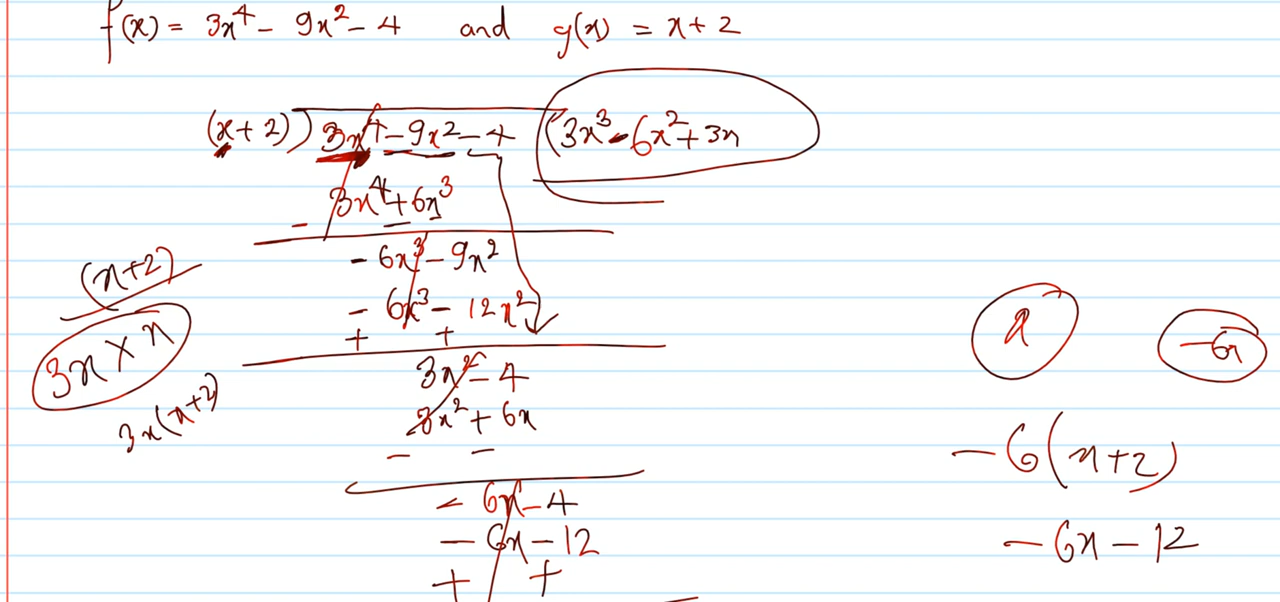 f(x) = 3x⁴ - 9x² - 4 and g(x) = x + 2
(x + 2) ) 3x⁴ - 9x² - 4 ( 3x³ - 6x² + 3x
3x⁴ + 6x³
- -
- 6x³ - 9x²
- 6x³ - 12x²
+ +
3x² - 4
3x² + 6x
- -
- 6x - 4
- 6x - 12
+ +
(x+2)
3x × x
3x(x+2)
x
-6x
-6(x+2)
-6x - 12